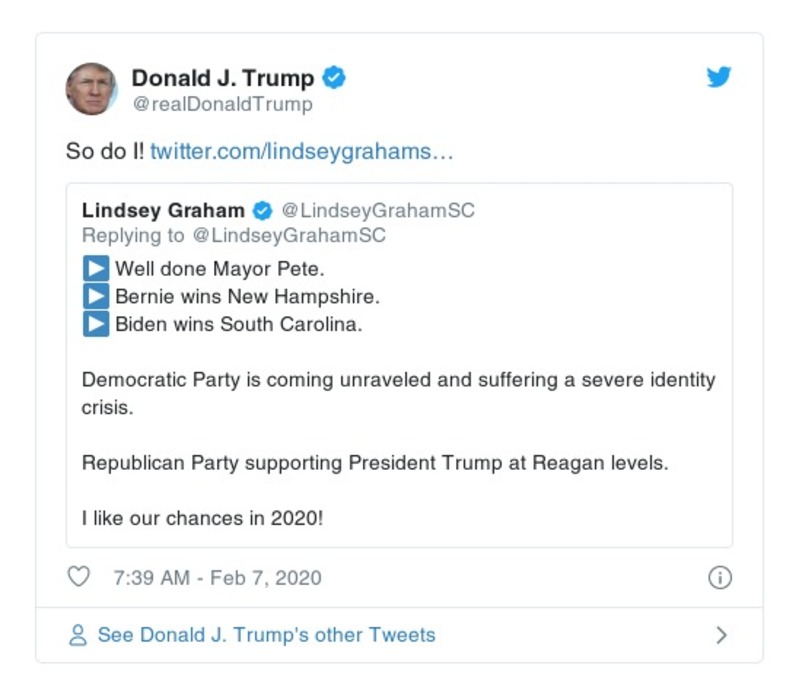 Donald J. Trump
@realDonaldTrump
So do I! twitter.com/lindseygrahams…
Lindsey Graham @LindseyGrahamSC
Replying to @LindseyGrahamSC
Well done Mayor Pete.
Bernie wins New Hampshire.
Biden wins South Carolina.
Democratic Party is coming unraveled and suffering a severe identity
crisis.
Republican Party supporting President Trump at Reagan levels.
I like our chances in 2020!
7:39 AM - Feb 7, 2020
See Donald J. Trump's other Tweets